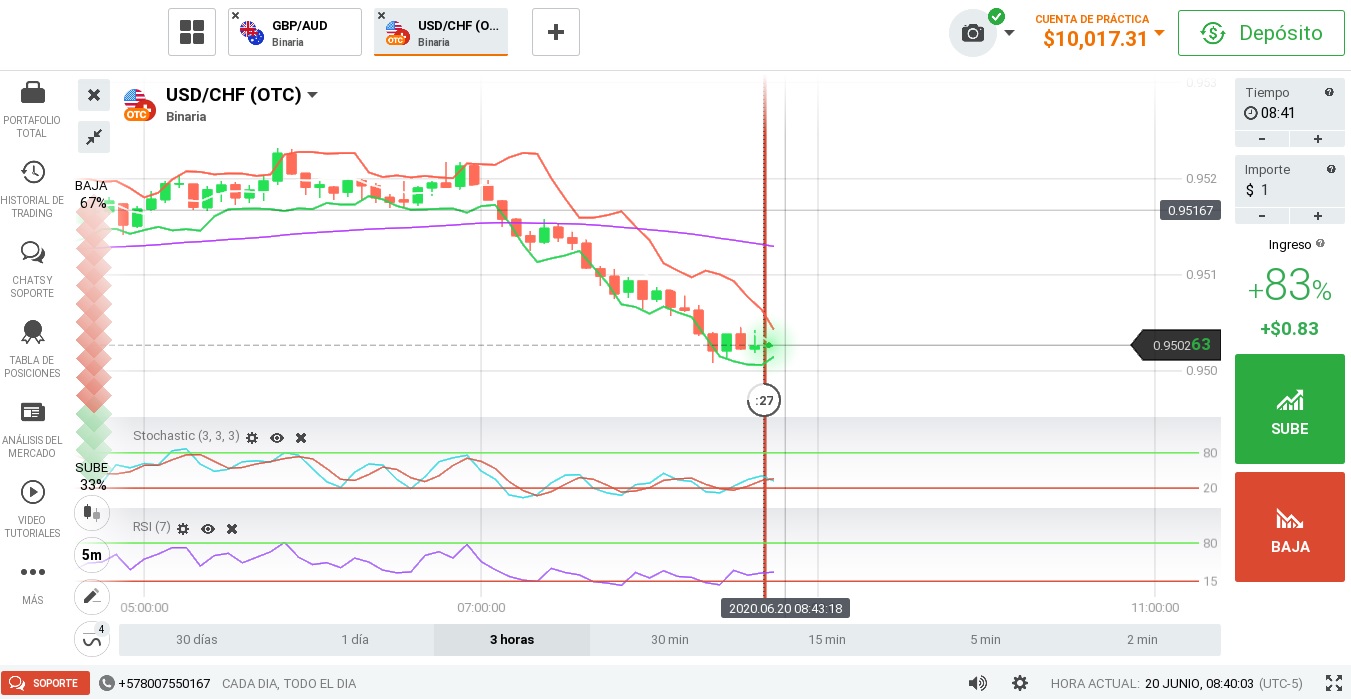 GBP/AUD
Binaria
OTC
USD/CHF (O...
Binaria
CUENTA DE PRÁCTICA
$10,017.31
Depósito
PORTAFOLIO
TOTAL
HISTORIAL DE
TRADING
CHATS Y
SOPORTE
TABLA DE
POSICIONES
ANÁLISIS DEL
MERCADO
VIDEO
TUTORIALES
MÁS
OTC
USD/CHF (OTC)
Binaria
BAJA
67%
SUBE
33%
0.953
0.952
0.95167
0.951
0.950263
0.950
:27
Stochastic (3, 3, 3)
80
20
RSI (7)
80
15
5m
4
05:00:00
07:00:00
2020.06.20 08:43:18
11:00:00
30 días
1 día
3 horas
30 min
15 min
5 min
2 min
Tiempo
08:41
- +
Importe
$ 1
- +
Ingreso
+83%
+$0.83
SUBE
BAJA
SOPORTE
+578007550167
CADA DIA, TODO EL DIA
HORA ACTUAL: 20 JUNIO, 08:40:03 (UTC-5)